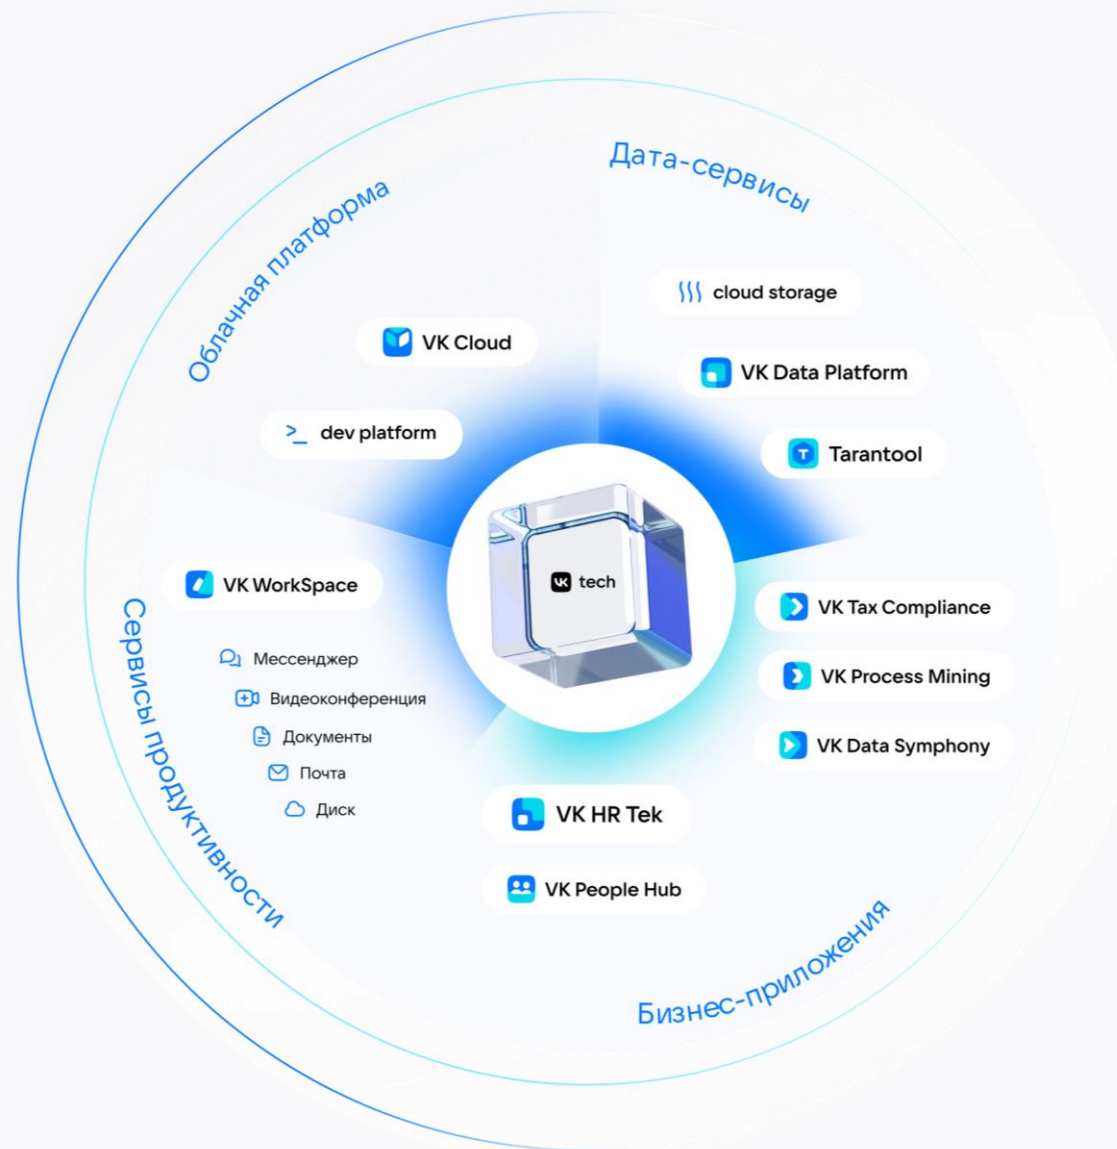 Облачная платформа
VK Cloud
dev platform
Дата-сервисы
cloud storage
VK Data Platform
Tarantool
VK tech
Сервисы продуктивности
VK WorkSpace
Мессенджер
Видеоконференция
Документы
Почта
Диск
VK Tax Compliance
VK Process Mining
VK Data Symphony
VK HR Tek
VK People Hub
Бизнес-приложения